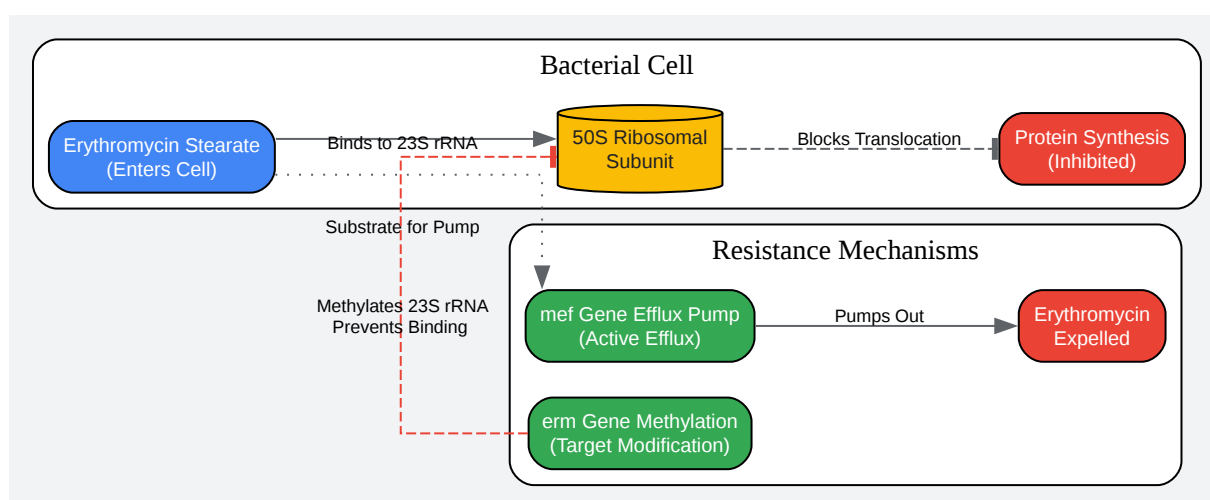 Bacterial Cell
Erythromycin Stearate
(Enters Cell)
Binds to 23S rRNA
50S Ribosomal
Subunit
Blocks Translocation
Protein Synthesis
(Inhibited)
Substrate for Pump
Resistance Mechanisms
Methylates 23S rRNA
Prevents Binding
mef Gene Efflux Pump
(Active Efflux)
Pumps Out
Erythromycin
Expelled
erm Gene Methylation
(Target Modification)